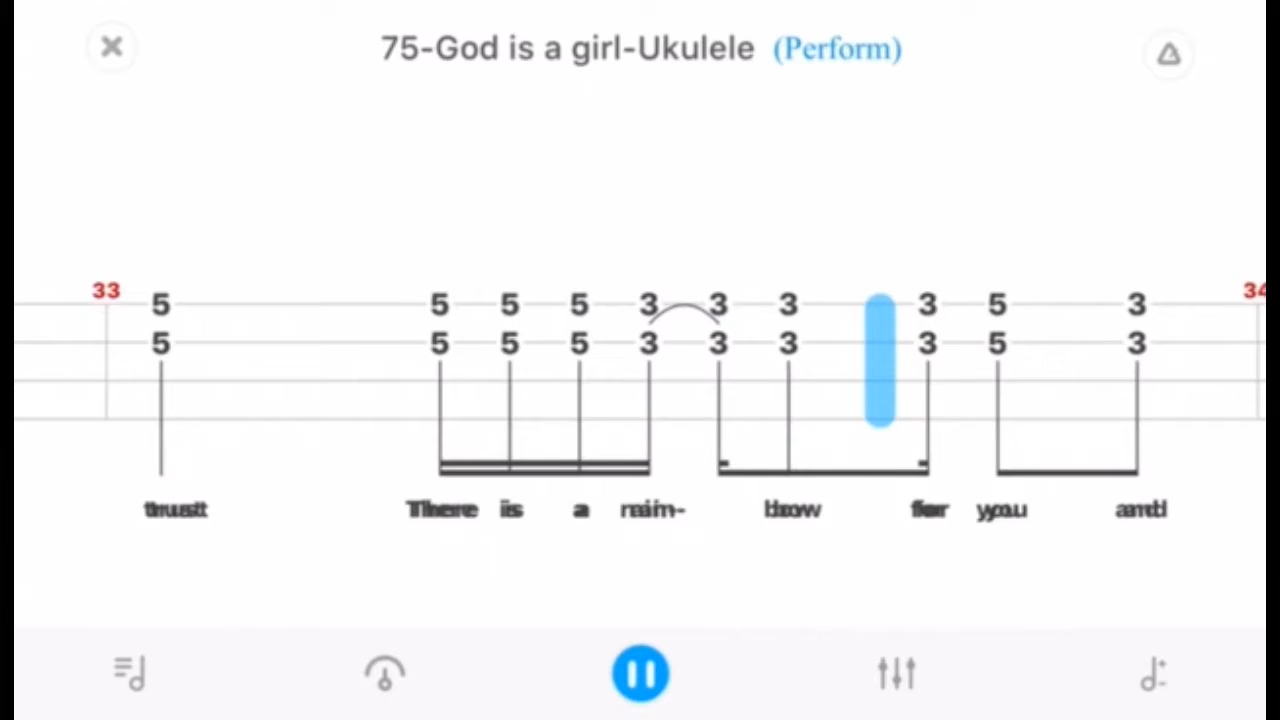 75-God is a girl-Ukulele (Perform)
33 34
5 5 5 5 3 3 3 3 5 3
5 5 5 5 3 3 3 3 5 3
trust There is a rain- bow for you and